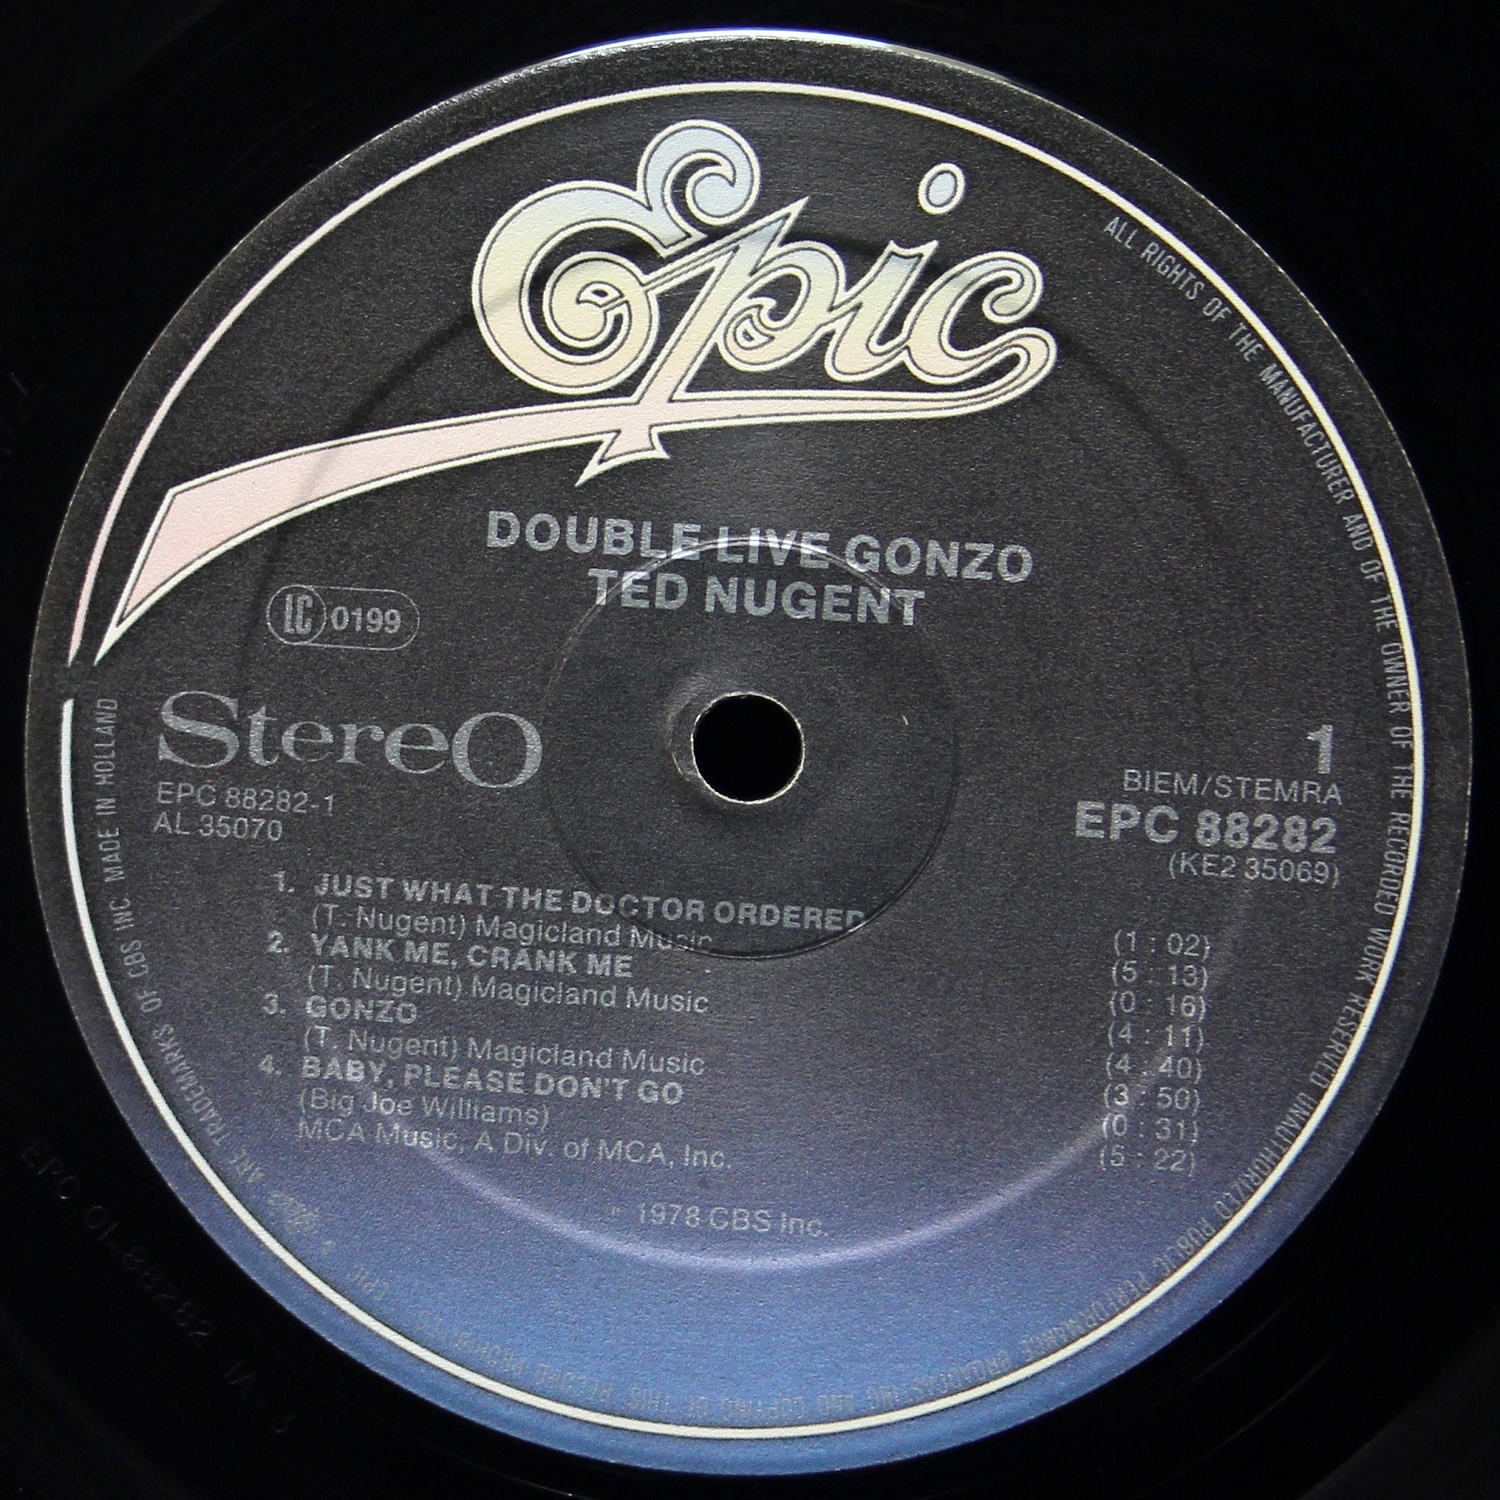 Epic
DOUBLE LIVE GONZO
TED NUGENT
LC 0199
Stereo
EPC 88282-1
AL 35070
1
BIEM/STEMRA
EPC 88282
(KE2 35069)
1. JUST WHAT THE DOCTOR ORDERED
(T. Nugent) Magicland Music
2. YANK ME, CRANK ME
(T. Nugent) Magicland Music
3. GONZO
(T. Nugent) Magicland Music
4. BABY, PLEASE DON'T GO
(Big Joe Williams)
MCA Music, A Div. of MCA, Inc.
(1 : 02)
(5 : 13)
(0 : 16)
(4 : 11)
(4 : 40)
(3 : 50)
(0 : 31)
(5 : 22)
℗ 1978 CBS Inc.
ALL RIGHTS OF THE MANUFACTURER AND OF THE OWNER OF THE RECORDED WORK RESERVED UNAUTHORIZED PUBLIC PERFORMANCE BROADCASTING AND COPYING OF THIS RECORD PROHIBITED
EPIC ARE TRADEMARKS OF CBS INC. MADE IN HOLLAND